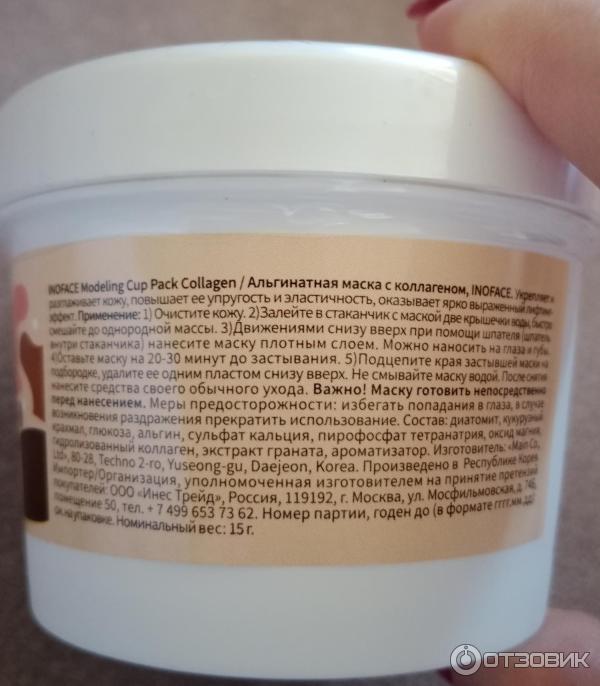 INOFACE Modeling Cup Pack Collagen / Альгинатная маска с коллагеном, INOFACE. Укрепляет и
разглаживает кожу, повышает ее упругость и эластичность, оказывает ярко выраженный лифтинг-
эффект. Применение: 1) Очистите кожу. 2)Залейте в стаканчик с маской две крышечки воды, быстро
смешайте до однородной массы. 3)Движениями снизу вверх при помощи шпателя (шпатель
внутри стаканчика) нанесите маску плотным слоем. Можно наносить на глаза и губы.
4)Оставьте маску на 20-30 минут до застывания. 5)Подцепите края застывшей маски на
подбородке, удалите ее одним пластом снизу вверх. Не смывайте маску водой. После снятия
нанесите средства своего обычного ухода. Важно! Маску готовить непосредственно
перед нанесением. Меры предосторожности: избегать попадания в глаза, в случае
возникновения раздражения прекратить использование. Состав: диатомит, кукурузный
крахмал, глюкоза, альгин, сульфат кальция, пирофосфат тетранатрия, оксид магния,
гидролизованный коллаген, экстракт граната, ароматизатор. Изготовитель: «Main Co.,
Ltd», 80-28, Techno 2-ro, Yuseong-gu, Daejeon, Korea. Произведено в Республике Корея.
Импортер/Организация, уполномоченная изготовителем на принятие претензий
покупателей: ООО «Инес Трейд», Россия, 119192, г. Москва, ул. Мосфильмовская, д. 74Б,
помещение 50, тел. + 7 499 653 73 62. Номер партии, годен до (в формате гггг.мм.дд)
см. на упаковке. Номинальный вес: 15 г.
ОТЗОВИК